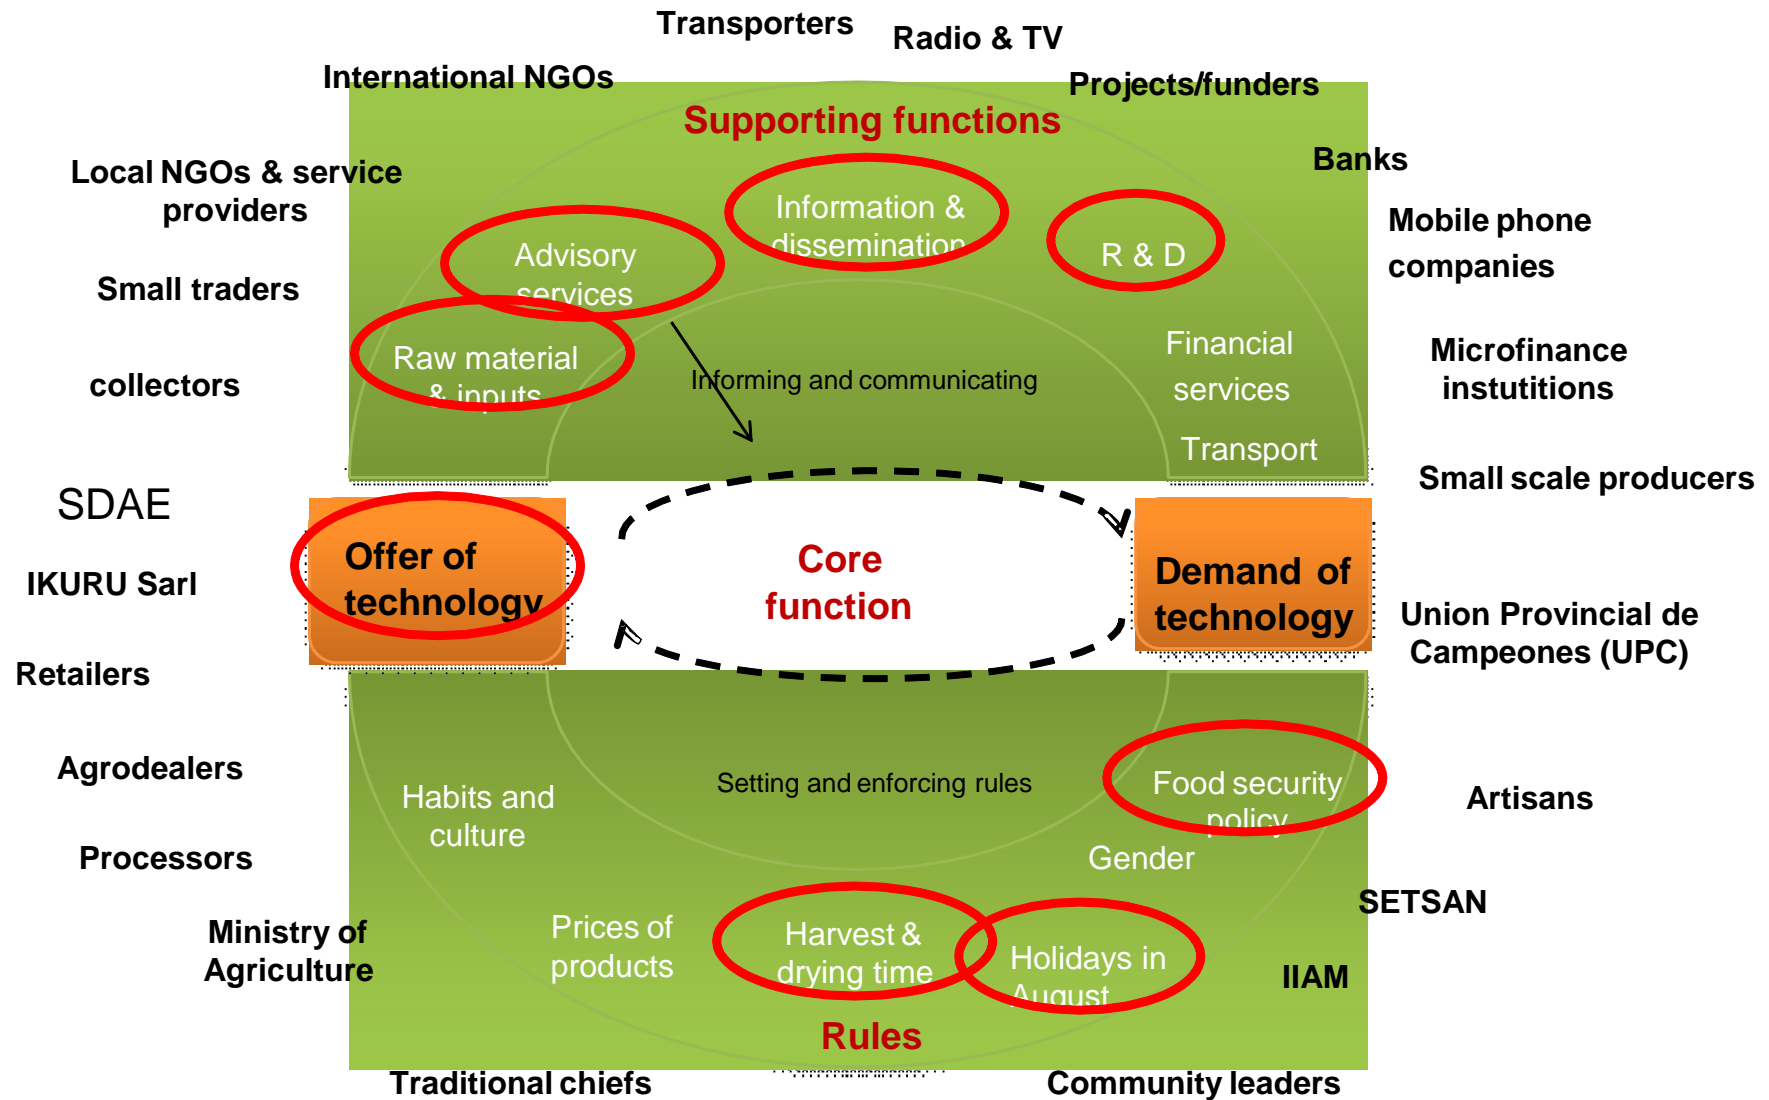 Transporters
Radio & TV
International NGOs
Projects/funders
Supporting functions
Banks
Local NGOs & service
providers
Information &
dissemination
Mobile phone
companies
Advisory
services
R & D
Small traders
Raw material
& inputs
Informing and communicating
Financial
services
Microfinance
instutitions
collectors
Transport
Small scale producers
SDAE
Offer of
technology
Core
function
Demand of
technology
IKURU Sarl
Union Provincial de
Campeones (UPC)
Retailers
Agrodealers
Habits and
culture
Setting and enforcing rules
Food security
policy
Artisans
Processors
Gender
SETSAN
Ministry of
Agriculture
Prices of
products
Harvest &
drying time
Holidays in
August
IIAM
Rules
Traditional chiefs
Community leaders